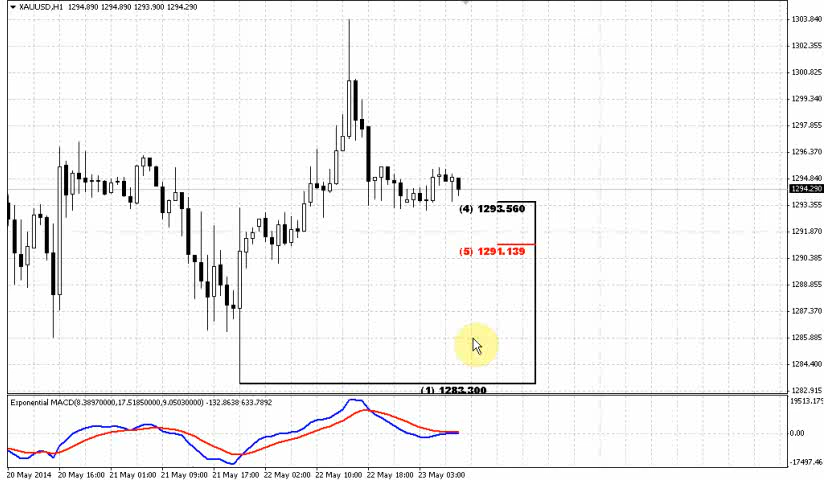 XAUUSD,H1 1294.890 1294.890 1293.900 1294.290
1303.840
1302.355
1300.825
1299.340
1297.855
1296.370
1294.840
1294.290
1293.355
(4) 1293.560
1291.870
(5) 1291.139
1290.385
1288.855
1287.370
1285.885
1284.400
1282.915
(1) 1283.300
Exponential MACD(8.38970000,17.51850000,9.05030000) -132.8638 633.7892
19513.175
0.00
-17497.46
20 May 2014
20 May 16:00
21 May 01:00
21 May 09:00
21 May 17:00
22 May 02:00
22 May 10:00
22 May 18:00
23 May 03:00